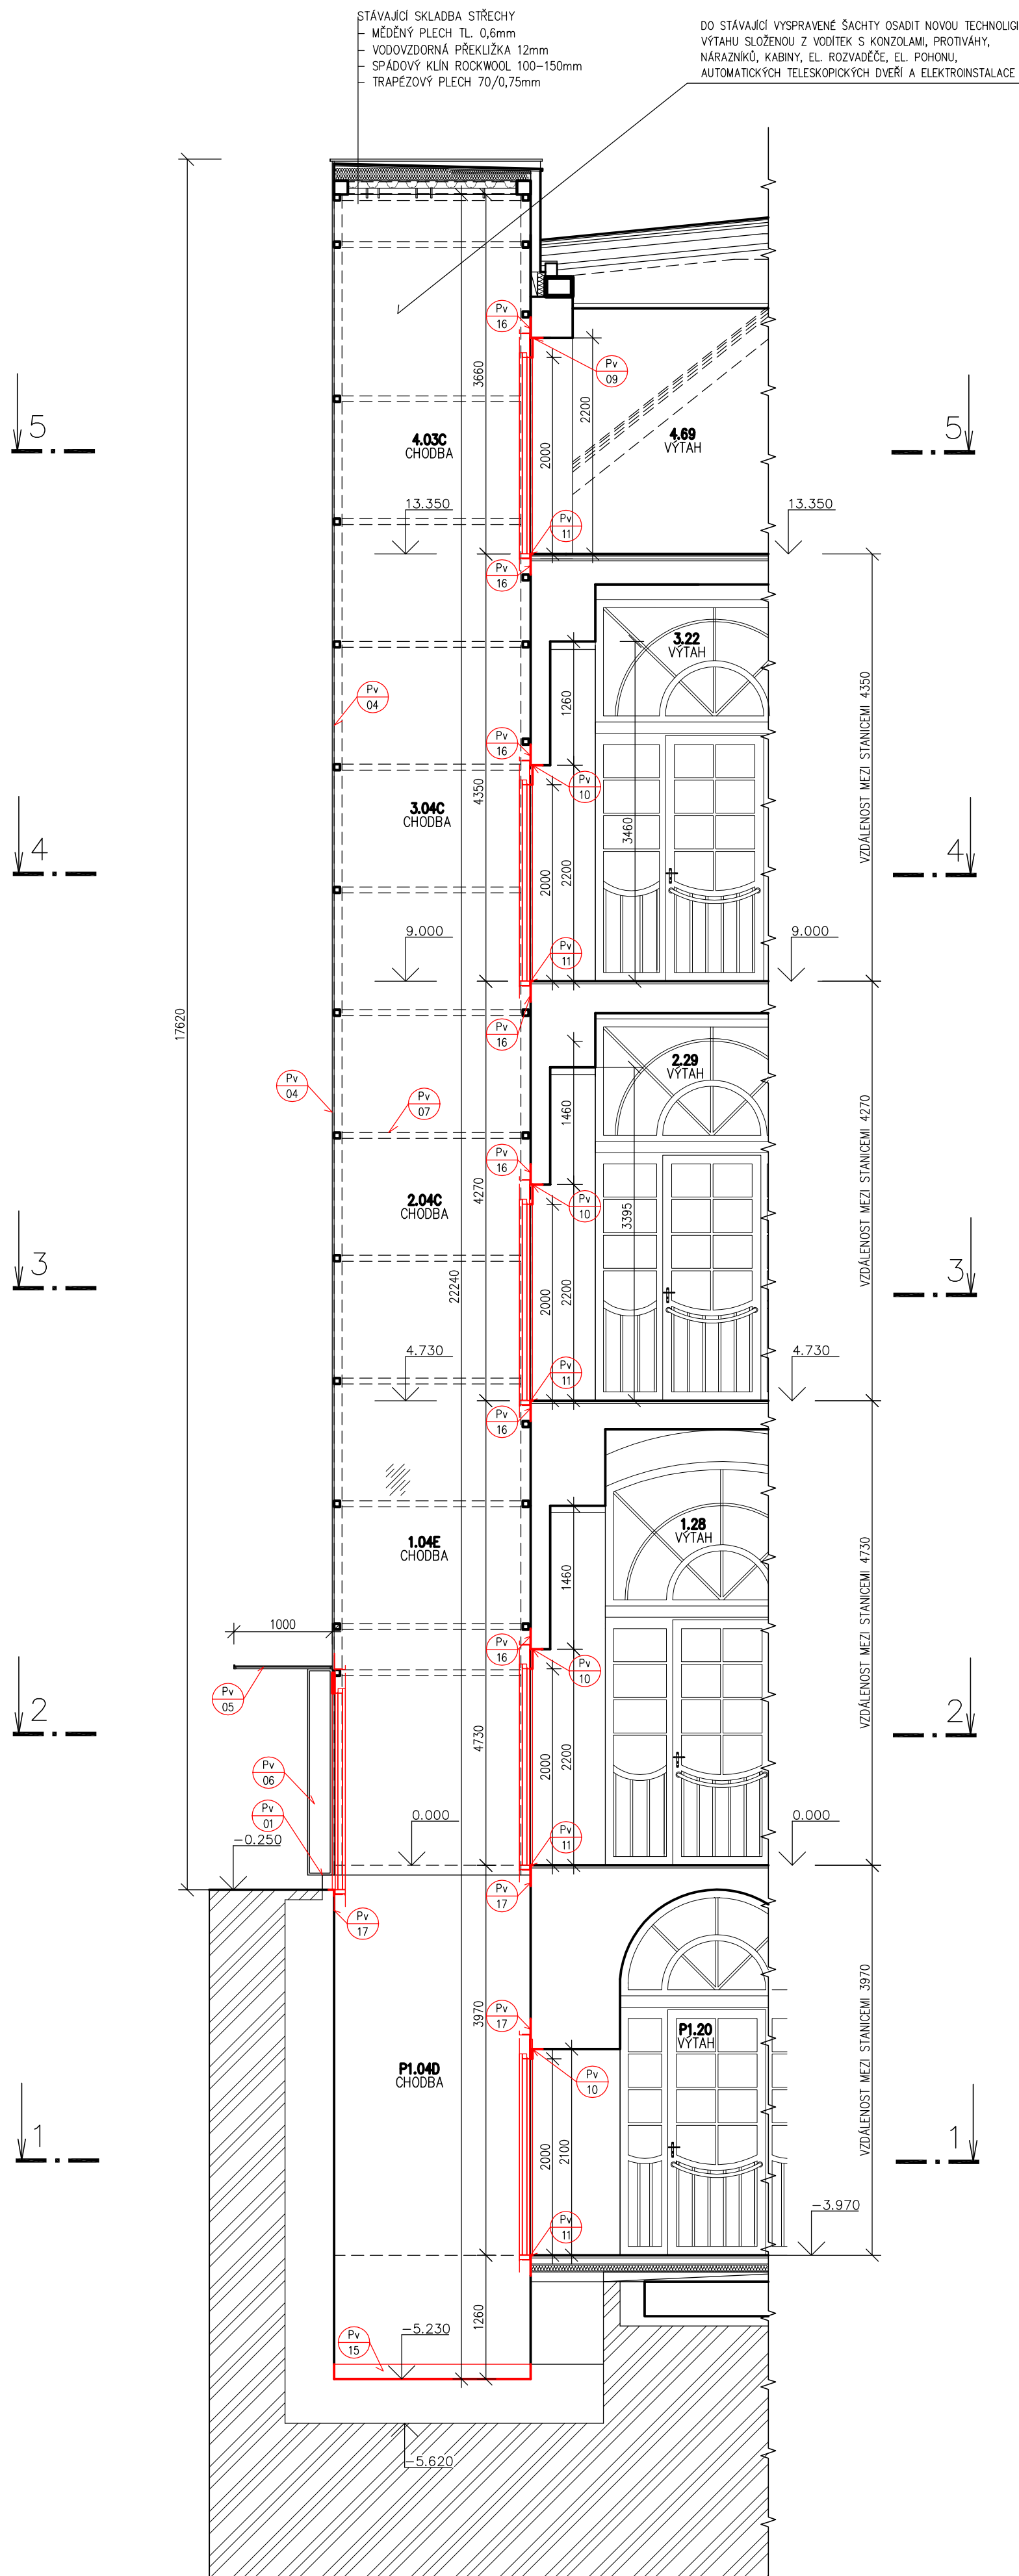 STÁVAJÍCÍ SKLADBA STŘECHY
- MĚDĚNÝ PLECH TL. 0,6mm
- VODOVZDORNÁ PŘEKLIŽKA 12mm
- SPÁDOVÝ KLÍN ROCKWOOL 100-150mm
- TRAPÉZOVÝ PLECH 70/0,75mm
DO STÁVAJÍCÍ VYSPRAVENÉ ŠACHTY OSADIT NOVOU TECHNOLIGI
VÝTAHU SLOŽENOU Z VODÍTEK S KONZOLAMI, PROTIVÁHY,
NÁRAZNÍKŮ, KABINY, EL. ROZVADĚČE, EL. POHONU,
AUTOMATICKÝCH TELESKOPICKÝCH DVEŘÍ A ELEKTROINSTALACE
Pv
16
Pv
09
3660
2200
2000
5
5
4.03C
CHODBA
4.69
VÝTAH
13.350
13.350
Pv
11
Pv
16
3.22
VÝTAH
1260
Pv
04
Pv
16
Pv
10
4350
VZDÁLENOST MEZI STANICEMI 4350
3.04C
CHODBA
3460
2000
2200
4
4
9.000
9.000
Pv
11
Pv
16
17620
2.29
VÝTAH
Pv
04
Pv
07
1460
Pv
16
Pv
10
4270
VZDÁLENOST MEZI STANICEMI 4270
2.04C
CHODBA
3395
22240
2000
2200
3
3
4.730
4.730
Pv
11
Pv
16
1.28
VÝTAH
1.04E
CHODBA
1460
VZDÁLENOST MEZI STANICEMI 4730
1000
Pv
16
Pv
10
Pv
05
2
2
4730
2000
2200
Pv
06
Pv
01
0.000
0.000
-0.250
Pv
11
Pv
17
Pv
17
Pv
17
3970
P1.20
VÝTAH
VZDÁLENOST MEZI STANICEMI 3970
P1.04D
CHODBA
Pv
10
2000
2100
1
1
-3.970
Pv
11
1260
-5.230
Pv
15
-5.620